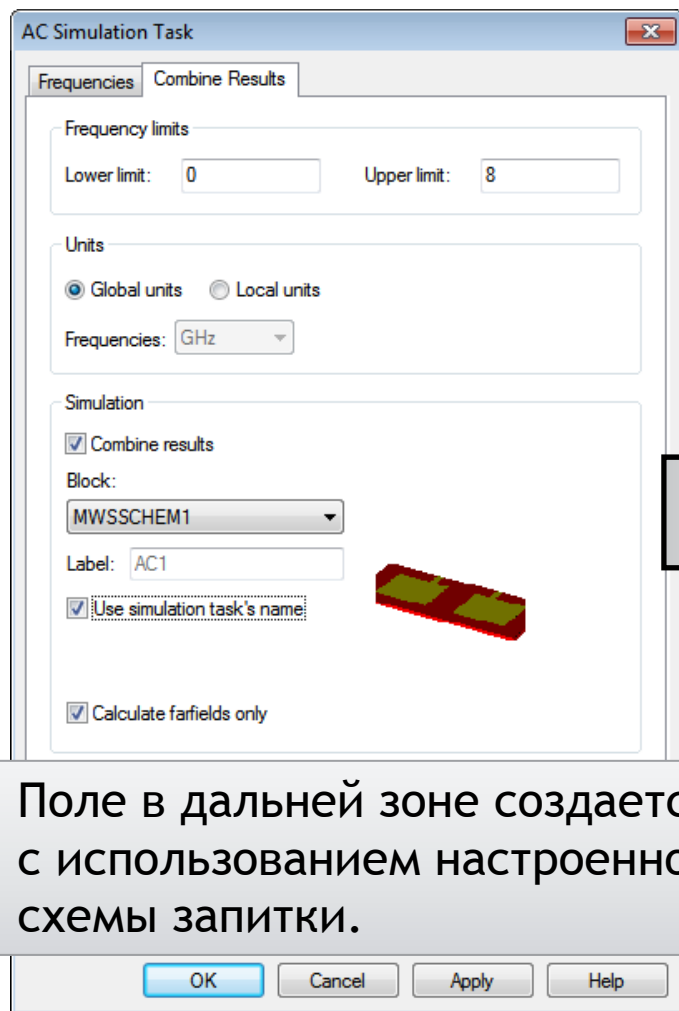 AC Simulation Task
Frequencies Combine Results
Frequency limits
Lower limit: 0 Upper limit: 8
Units
Global units Local units
Frequencies: GHz
Simulation
Combine results
Block:
MWSSCHEM1
Label: AC1
Use simulation task's name
Calculate farfields only
Поле в дальней зоне создаетс
с использованием настроенно
схемы запитки.
OK Cancel Apply Help